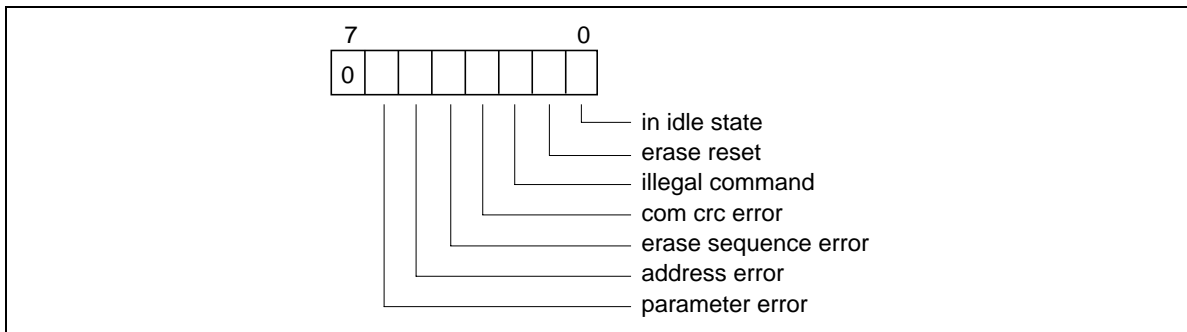 7 0
0
in idle state
erase reset
illegal command
com crc error
erase sequence error
address error
parameter error